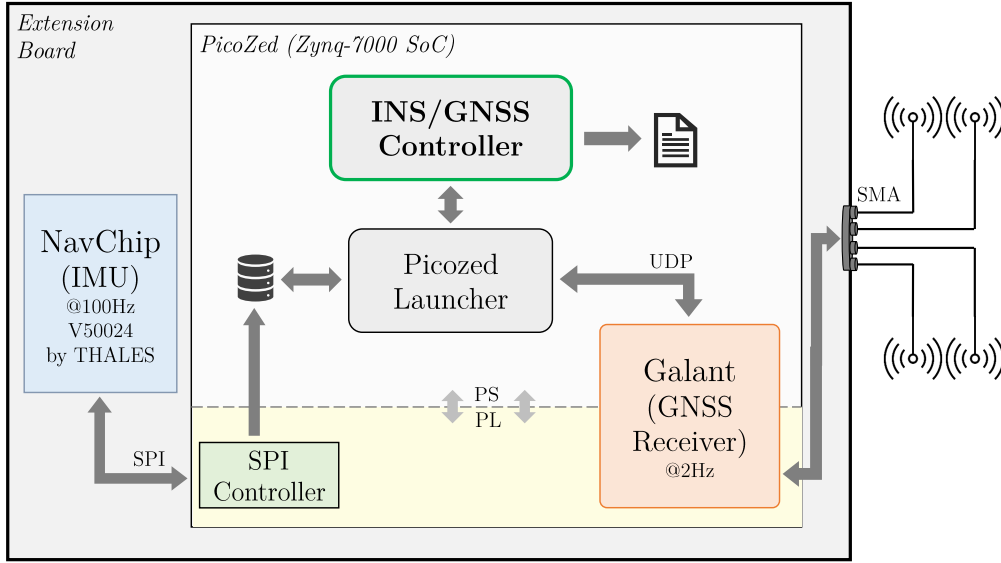 Extension
Board
PicoZed (Zynq-7000 SoC)
INS/GNSS
Controller
SMA
NavChip
(IMU)
@100Hz
V50024
by THALES
Picozed
Launcher
UDP
Galant
(GNSS
Receiver)
@2Hz
PS
PL
SPI
SPI
Controller